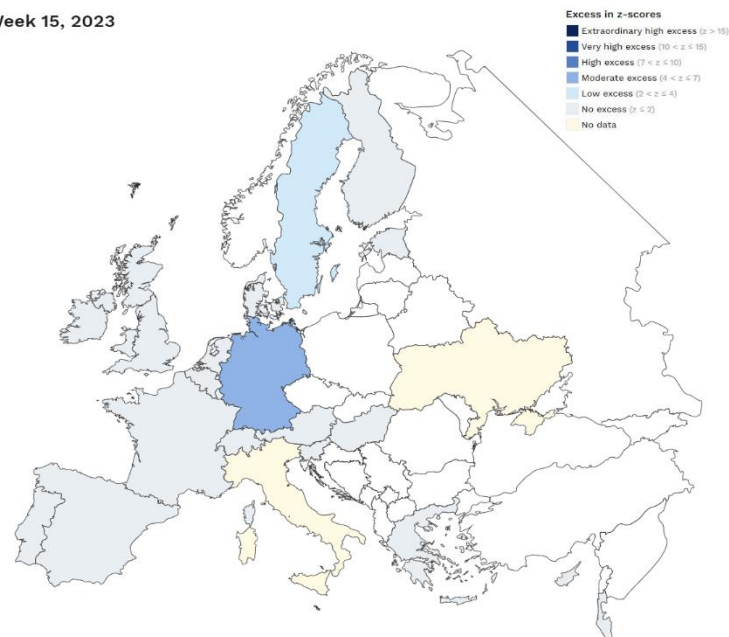 Week 15, 2023
Excess in z-scores
Extraordinary high excess (z > 15)
Very high excess (10 < z ≤ 15)
High excess (7 < z ≤ 10)
Moderate excess (4 < z ≤ 7)
Low excess (2 < z ≤ 4)
No excess (z ≤ 2)
No data